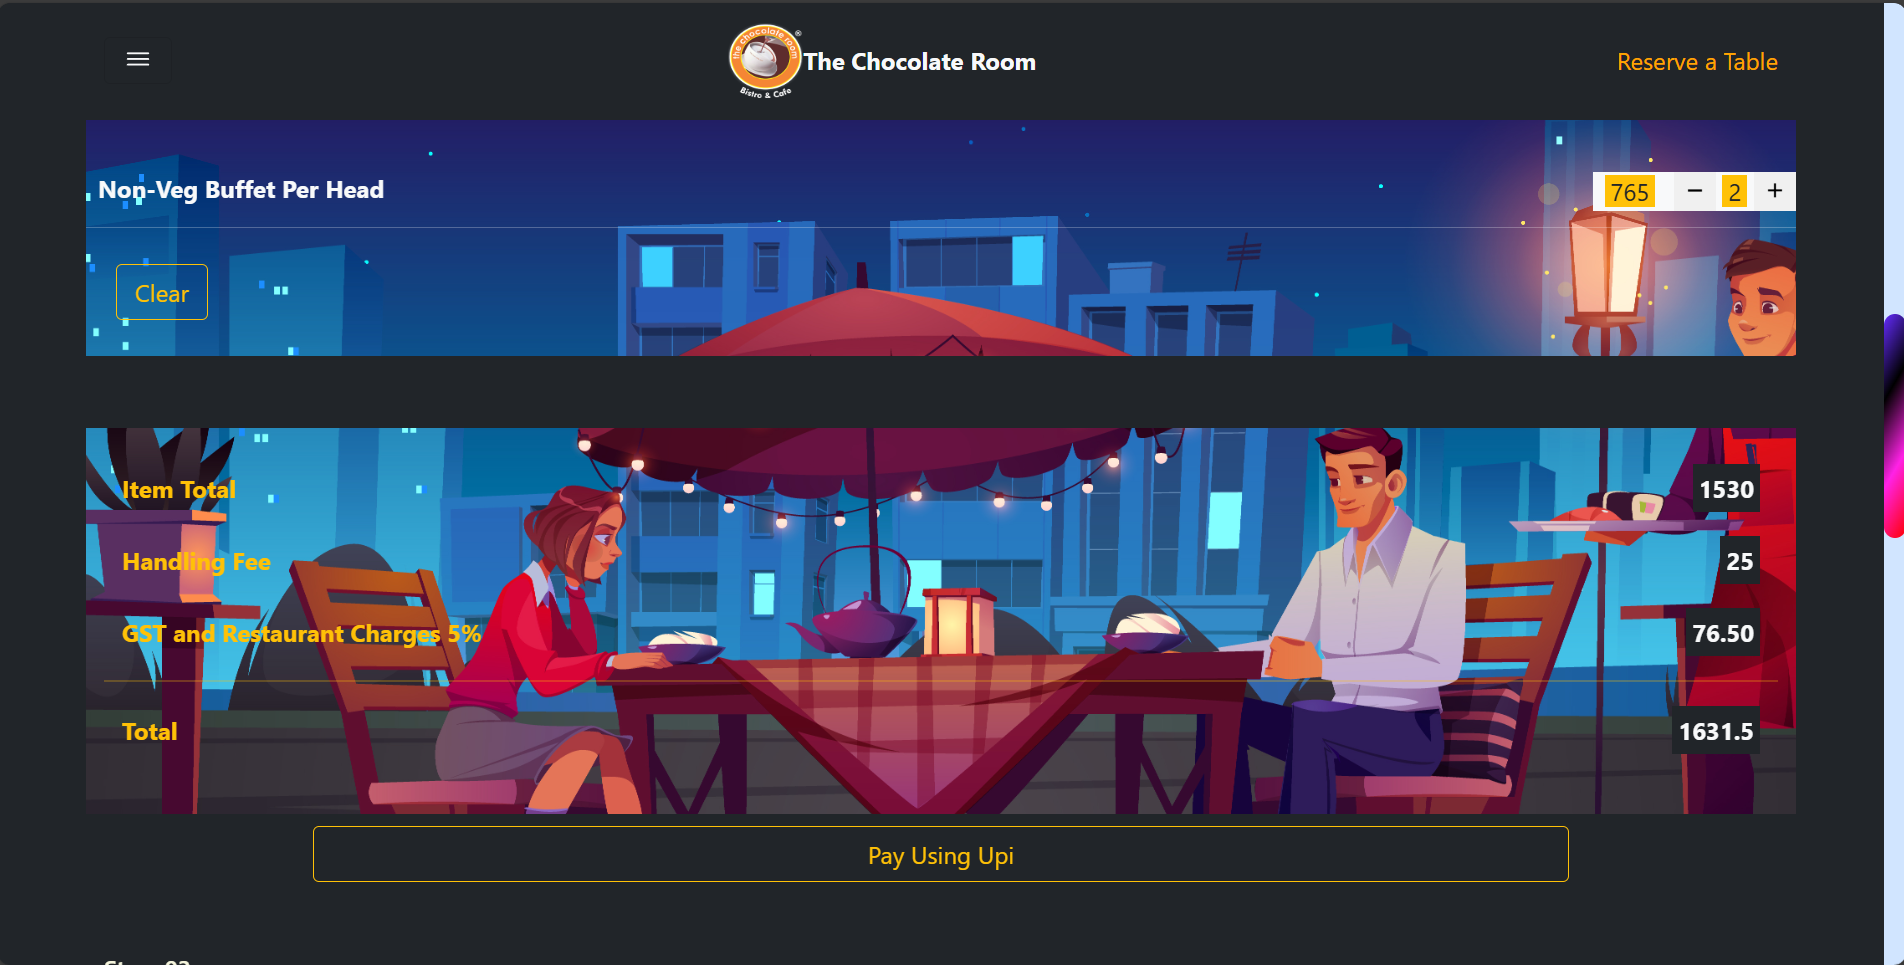 the chocolate room ®
Bistro & Cafe
The Chocolate Room
Reserve a Table
Non-Veg Buffet Per Head
765 − 2 +
Clear
Item Total 1530
Handling Fee 25
GST and Restaurant Charges 5% 76.50
Total 1631.5
Pay Using Upi